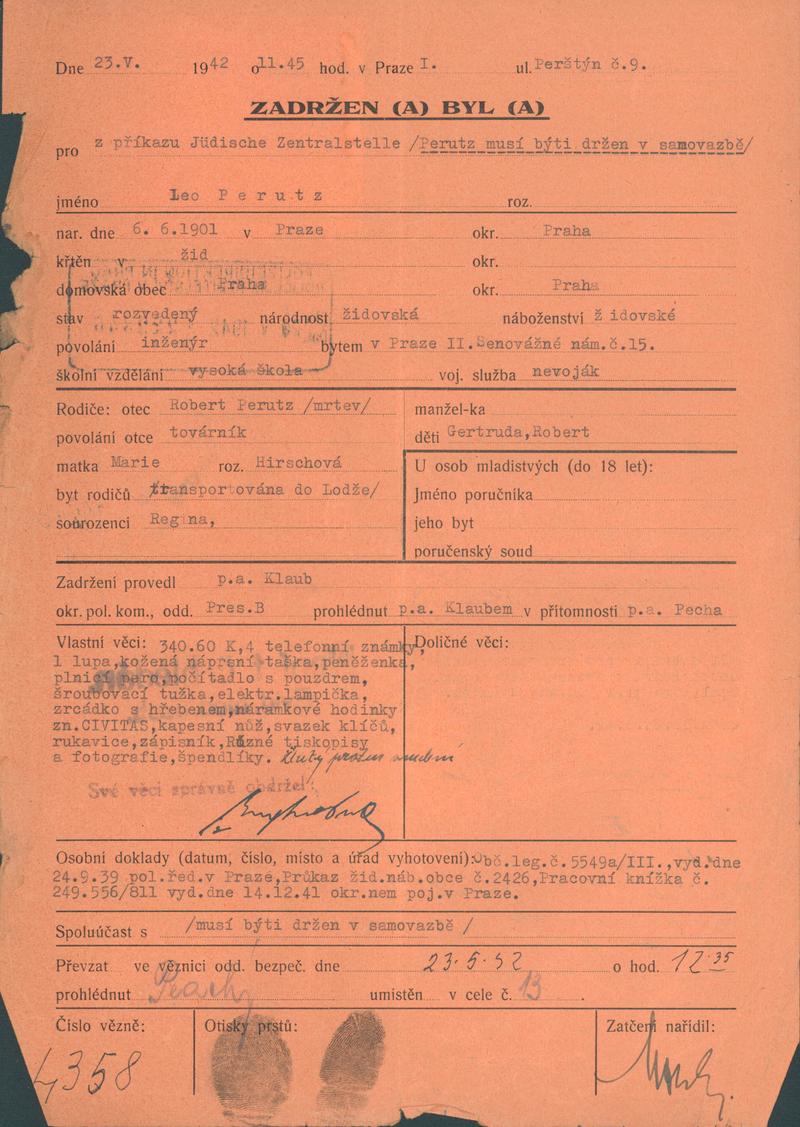 Dne 23.V. 1942 o 11.45 hod. v Praze I. ul. Perštýn č.9.
ZADRŽEN (A) BYL (A)
pro z příkazu Jüdische Zentralstelle /Perutz musí býti držen v samovazbě/
jméno Leo Perutz roz.
nar. dne 6. 6.1901 v Praze okr. Praha
křtěn v žid okr.
domovská obec Praha okr. Praha
stav rozvedený národnost židovská náboženství židovské
povolání inženýr bytem v Praze II.Senovážné nám.č.15.
školní vzdělání vysoká škola voj. služba nevoják
Rodiče: otec Robert Perutz /mrtev/ manžel-ka
povolání otce továrník děti Gertruda,Robert
matka Marie roz. Hirschová U osob mladistvých (do 18 let):
byt rodičů /transportována do Lodže/ Jméno poručníka
sourozenci Regina, jeho byt
poručenský soud
Zadržení provedl p.a. Klaub
okr. pol. kom., odd. Pres.B prohlédnut p.a. Klaubem v přítomnosti p.a. Pecha
Vlastní věci: 340.60 K,4 telefonní známky, Doličné věci:
1 lupa,kožená náprsní taška,peněženka,
plnicí pero,počítadlo s pouzdrem,
šroubovací tužka,elektr.lampička,
zrcádko s hřebenem,náramkové hodinky
zn.CIVITAS,kapesní nůž,svazek klíčů,
rukavice,zápisník,Různé tiskopisy
a fotografie,špendlíky.
Své věci správně obdržel:
Osobní doklady (datum, číslo, místo a úřad vyhotovení): Obč.leg.č.5549a/III.,vyd.dne
24.9.39 pol.řed.v Praze,Průkaz žid.náb.obce č.2426,Pracovní knížka č.
249.556/811 vyd.dne 14.12.41 okr.nem poj.v Praze.
Spoluúčast s /musí býti držen v samovazbě /
Převzat ve věznici odd. bezpeč. dne 23.5.42 o hod. 12 35
prohlédnut umístěn v cele č. 13.
Číslo vězně: Otisky prstů: Zatčení nařídil:
4358